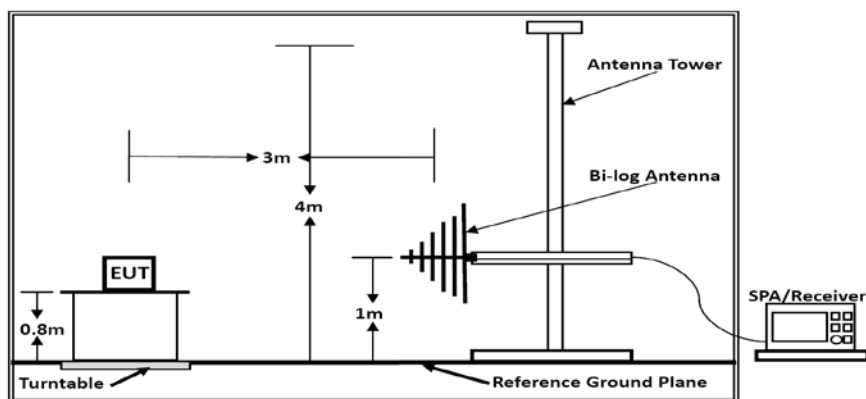 Antenna Tower
3m
Bi-log Antenna
4m
EUT
SPA/Receiver
0.8m
1m
Turntable
Reference Ground Plane